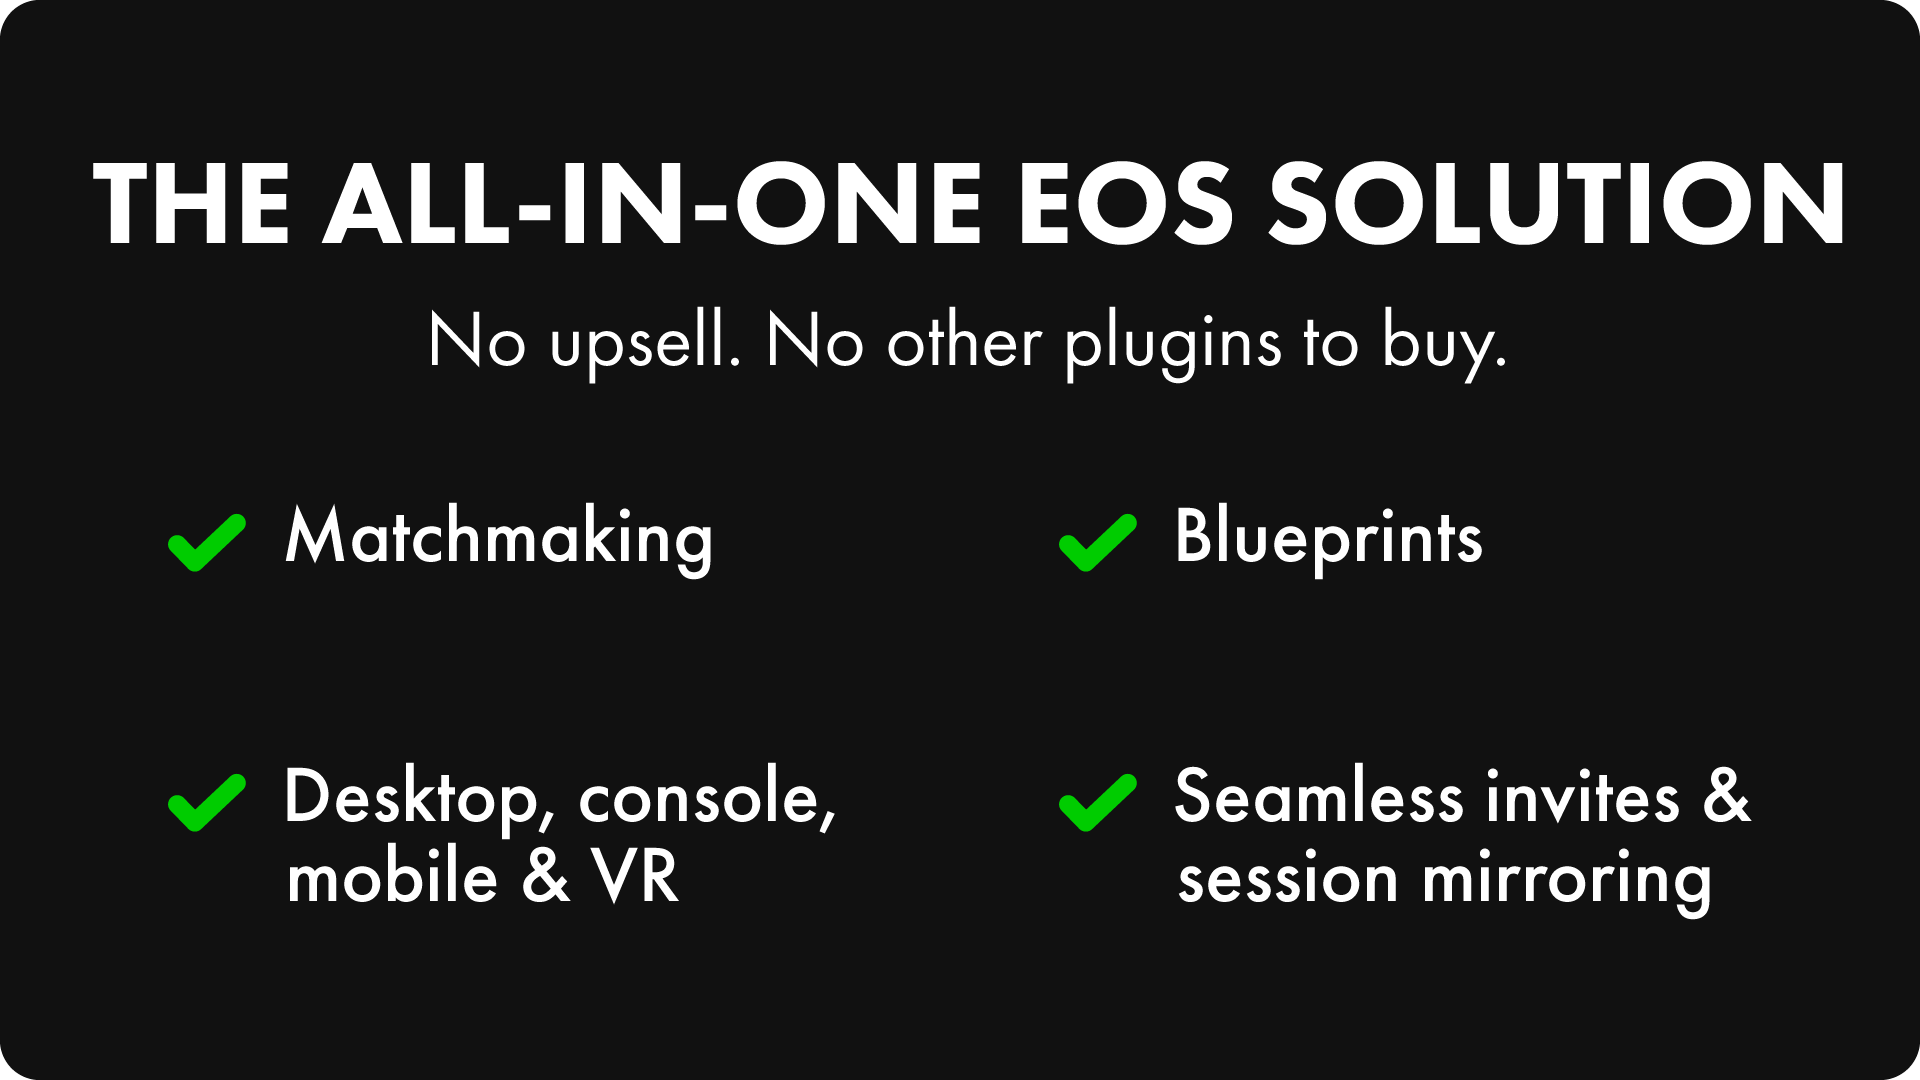 THE ALL-IN-ONE EOS SOLUTION
No upsell. No other plugins to buy.
Matchmaking
Blueprints
Desktop, console,
mobile & VR
Seamless invites &
session mirroring